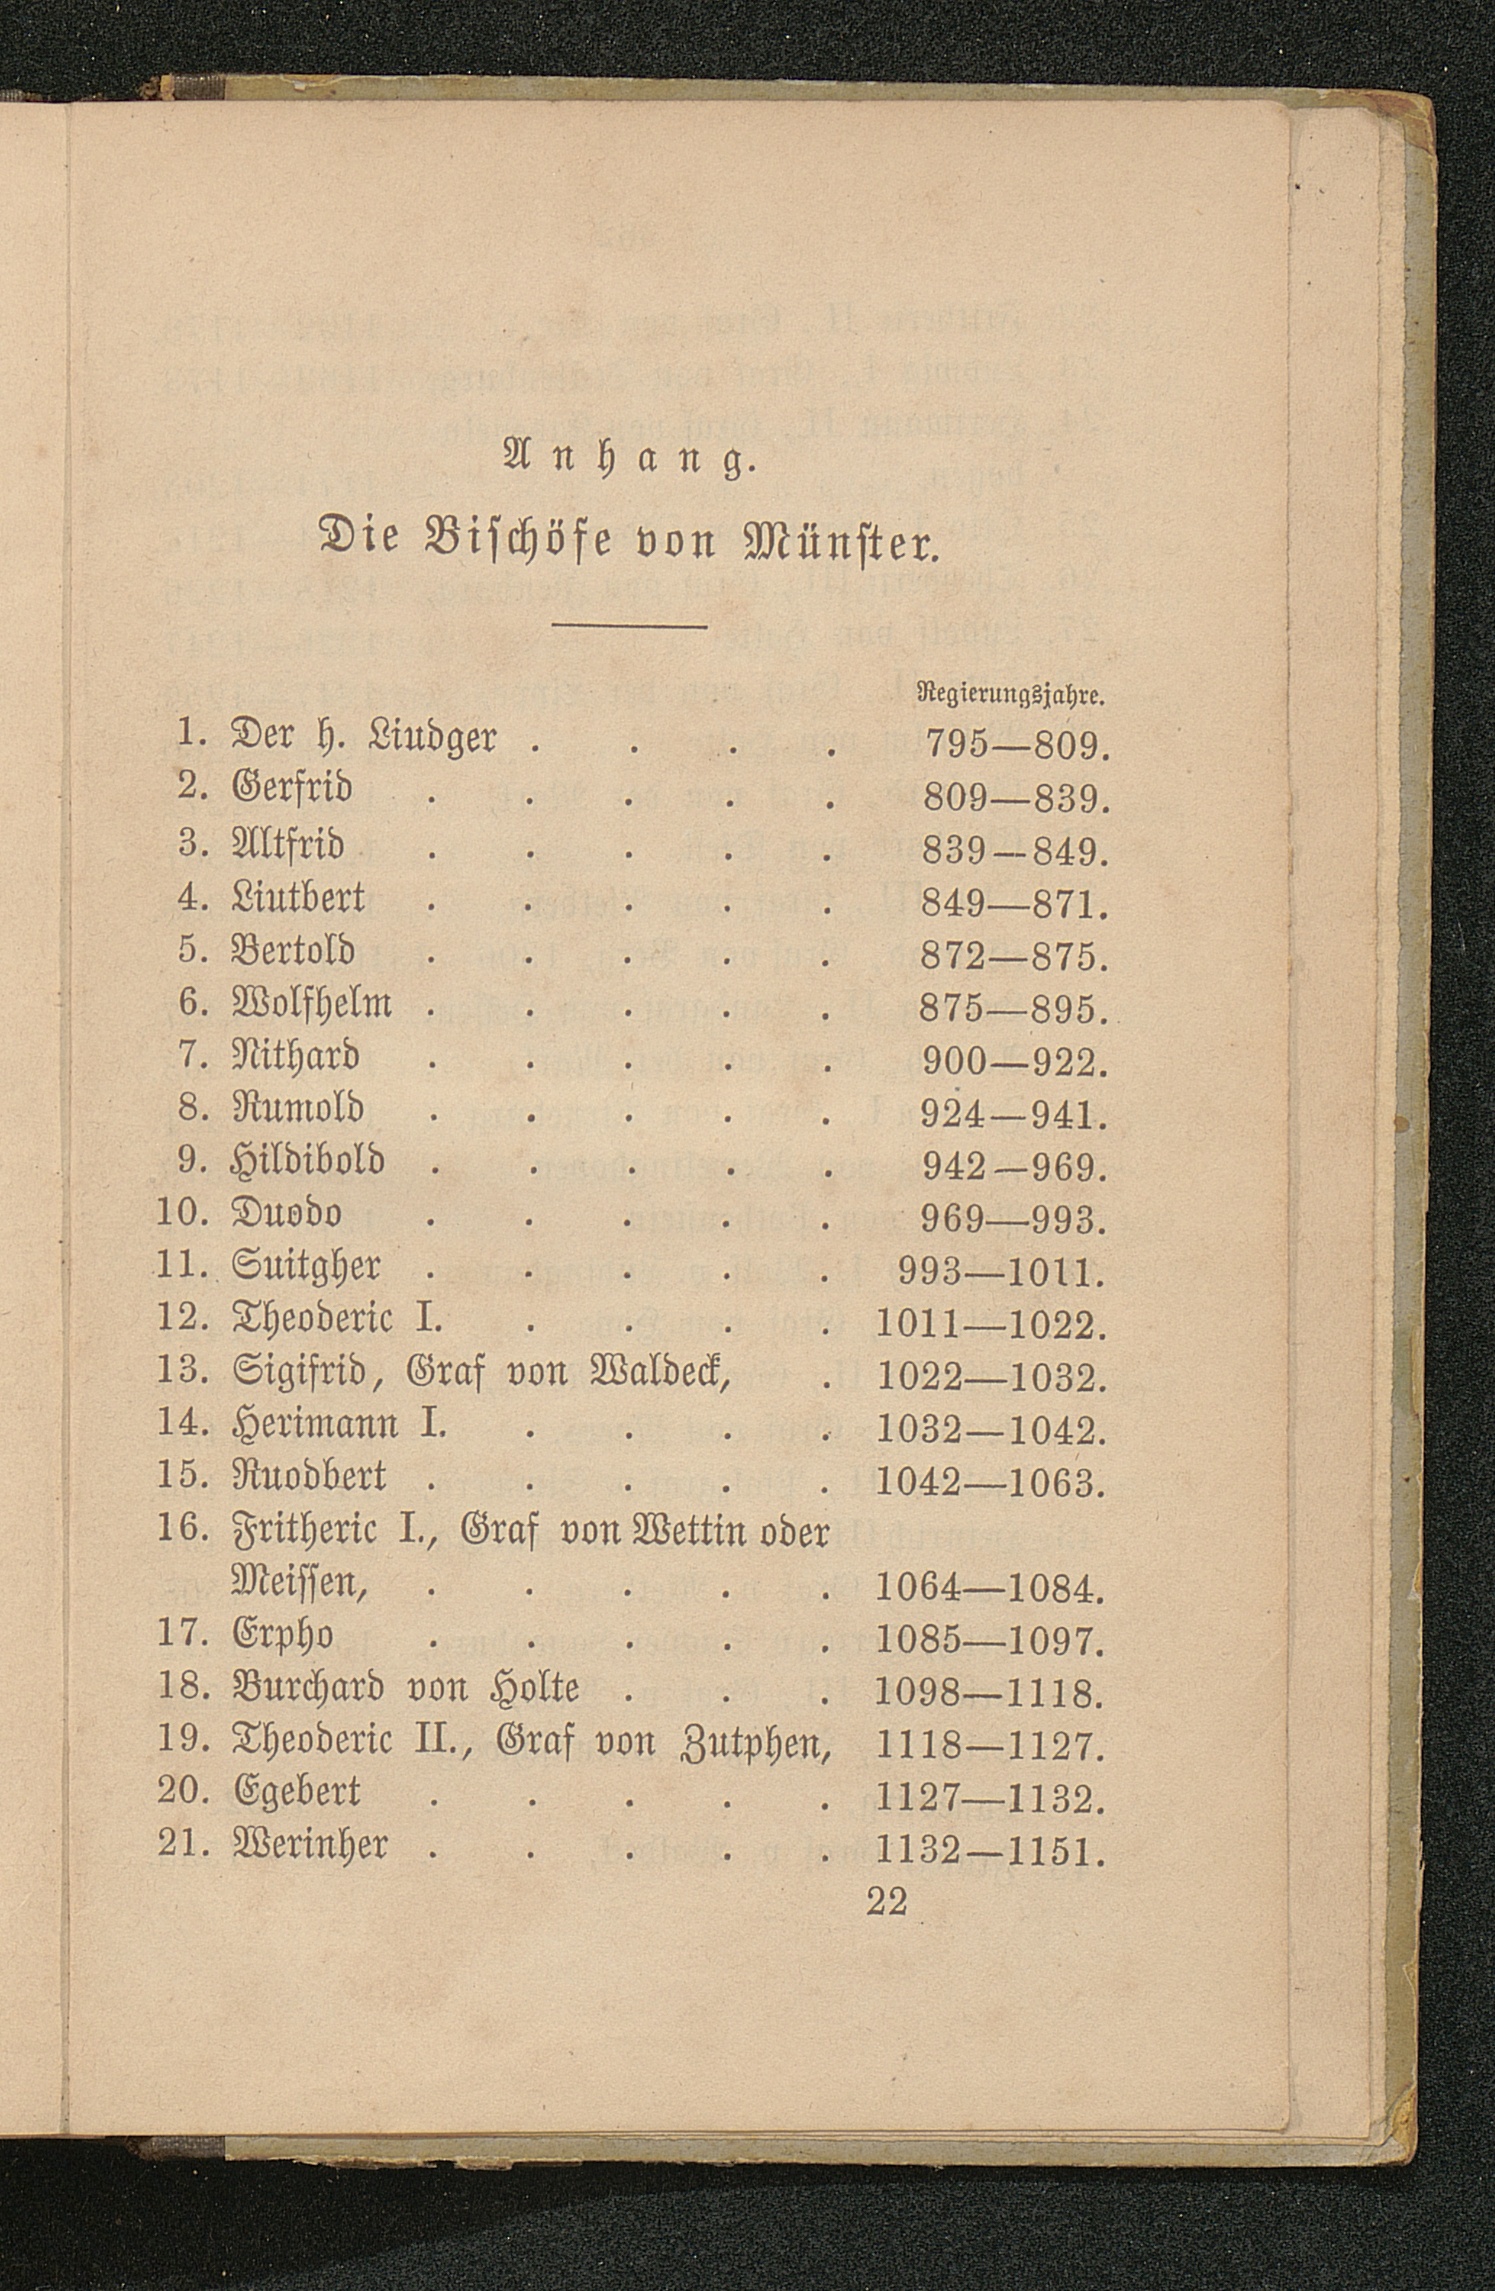 Anhang.
Die Bischöfe von Münster.
Regierungsjahre.
1. Der h. Liudger . . . . 795—809.
2. Gerfrid . . . . . 809—839.
3. Altfrid . . . . . 839—849.
4. Liutbert . . . . . 849—871.
5. Bertold . . . . . 872—875.
6. Wolfhelm . . . . . 875—895.
7. Nithard . . . . . 900—922.
8. Rumold . . . . . 924—941.
9. Hildibold . . . . . 942—969.
10. Duodo . . . . . 969—993.
11. Suitgher . . . . . 993—1011.
12. Theoderic I. . . . . 1011—1022.
13. Sigifrid, Graf von Waldeck, . 1022—1032.
14. Herimann I. . . . . 1032—1042.
15. Ruodbert . . . . . 1042—1063.
16. Fritheric I., Graf von Wettin oder
Meissen, . . . . . 1064—1084.
17. Erpho . . . . . 1085—1097.
18. Burchard von Holte . . . 1098—1118.
19. Theoderic II., Graf von Zutphen, 1118—1127.
20. Egebert . . . . . 1127—1132.
21. Werinher . . . . . 1132—1151.
22